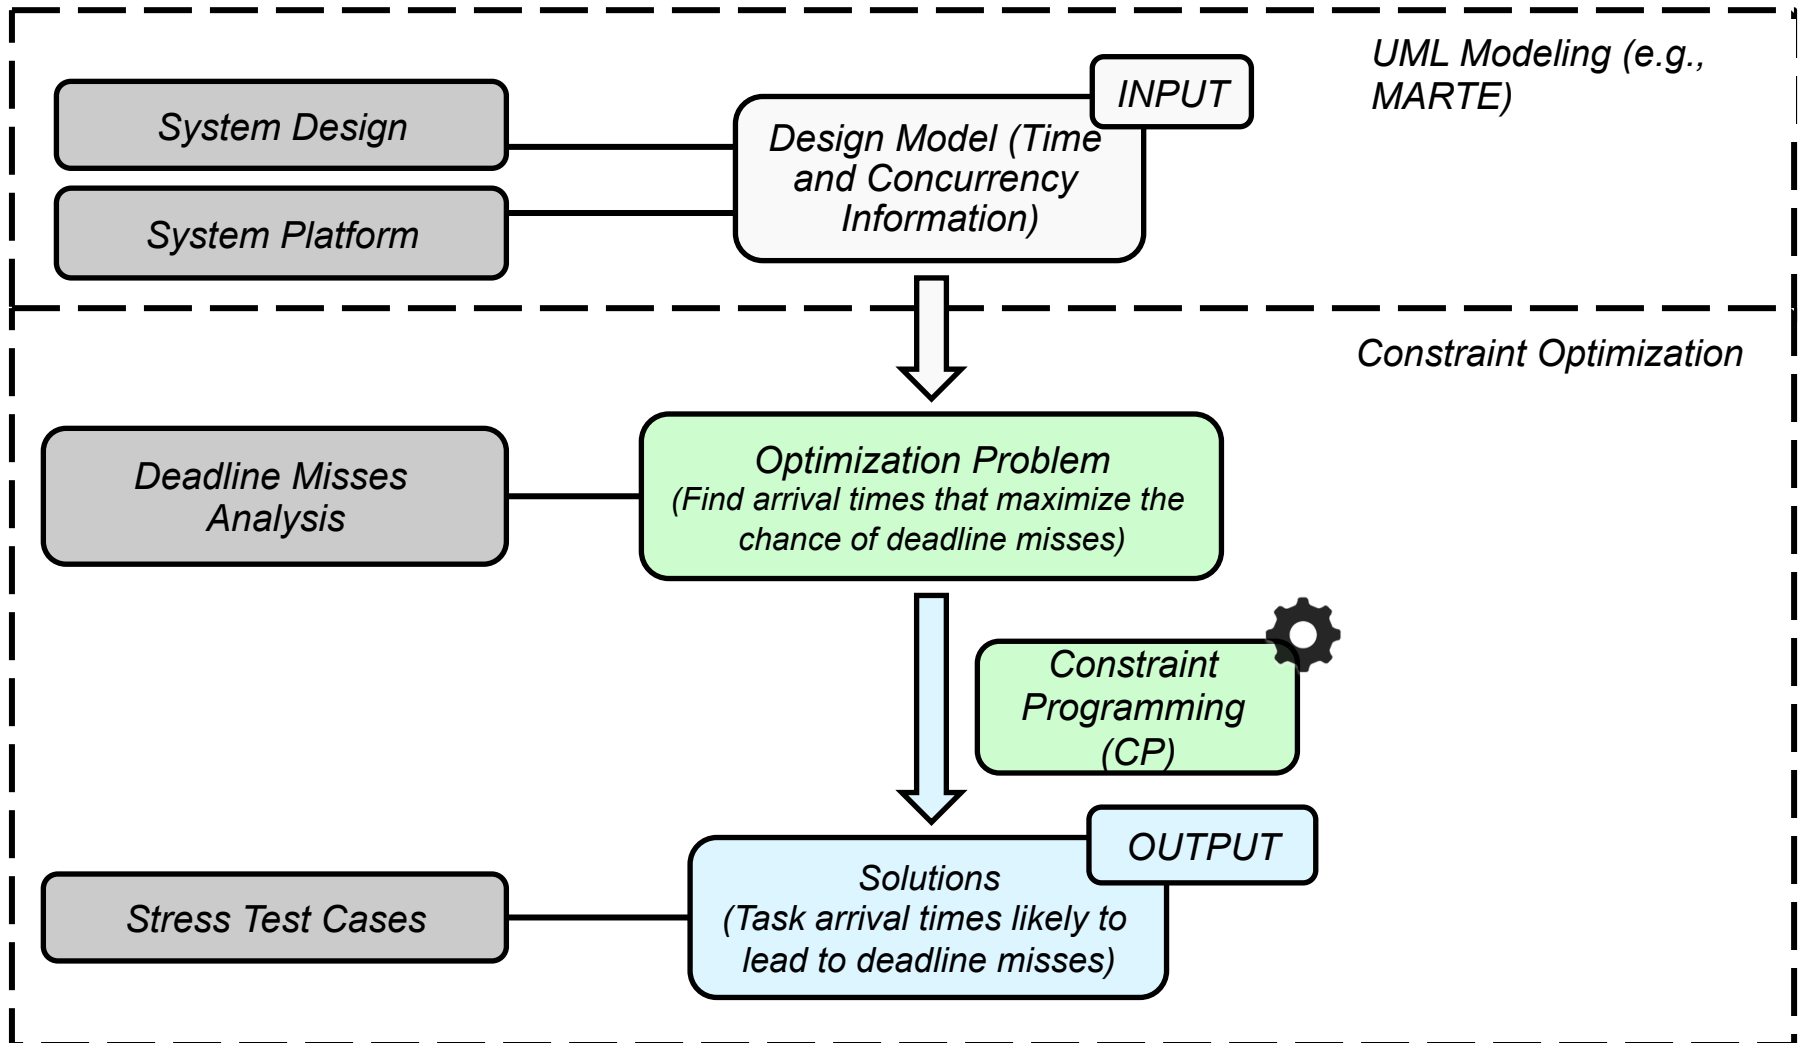 UML Modeling (e.g.,
MARTE)
INPUT
System Design
Design Model (Time
and Concurrency
Information)
System Platform
Constraint Optimization
Deadline Misses
Analysis
Optimization Problem
(Find arrival times that maximize the
chance of deadline misses)
Constraint
Programming
(CP)
OUTPUT
Solutions
(Task arrival times likely to
lead to deadline misses)
Stress Test Cases